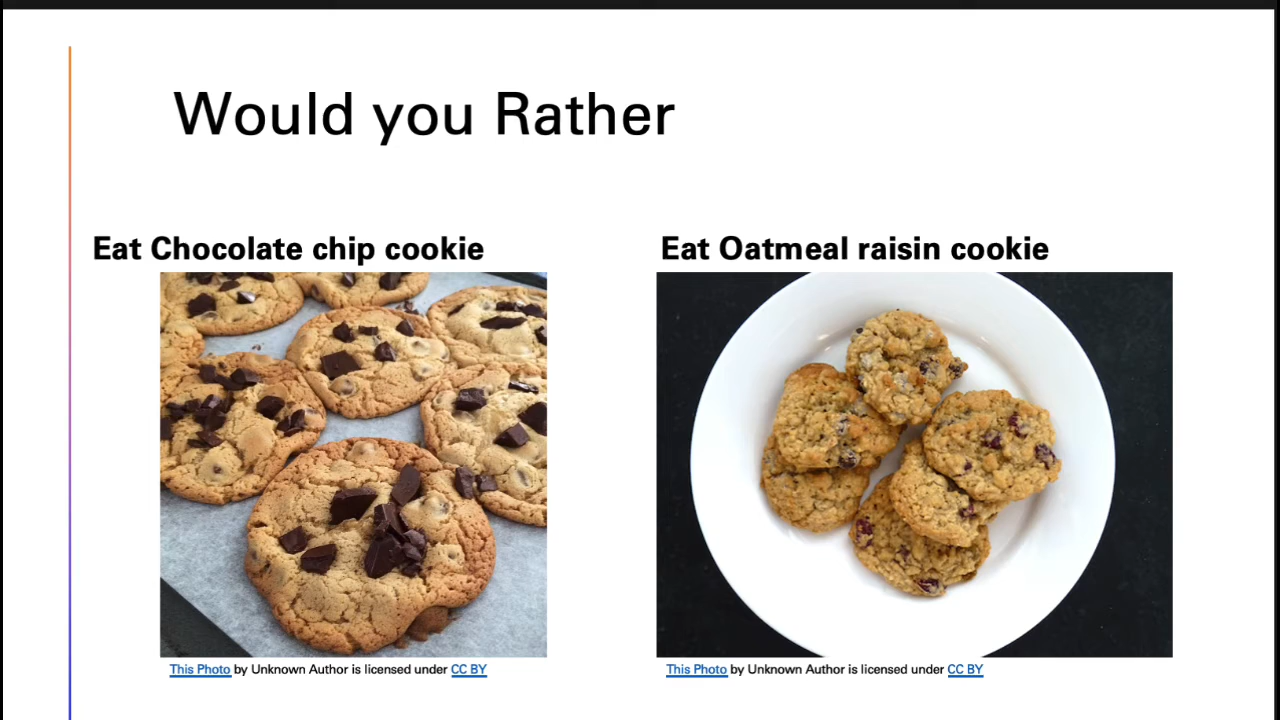 Would you Rather
Eat Chocolate chip cookie
Eat Oatmeal raisin cookie
This Photo by Unknown Author is licensed under CC BY
This Photo by Unknown Author is licensed under CC BY